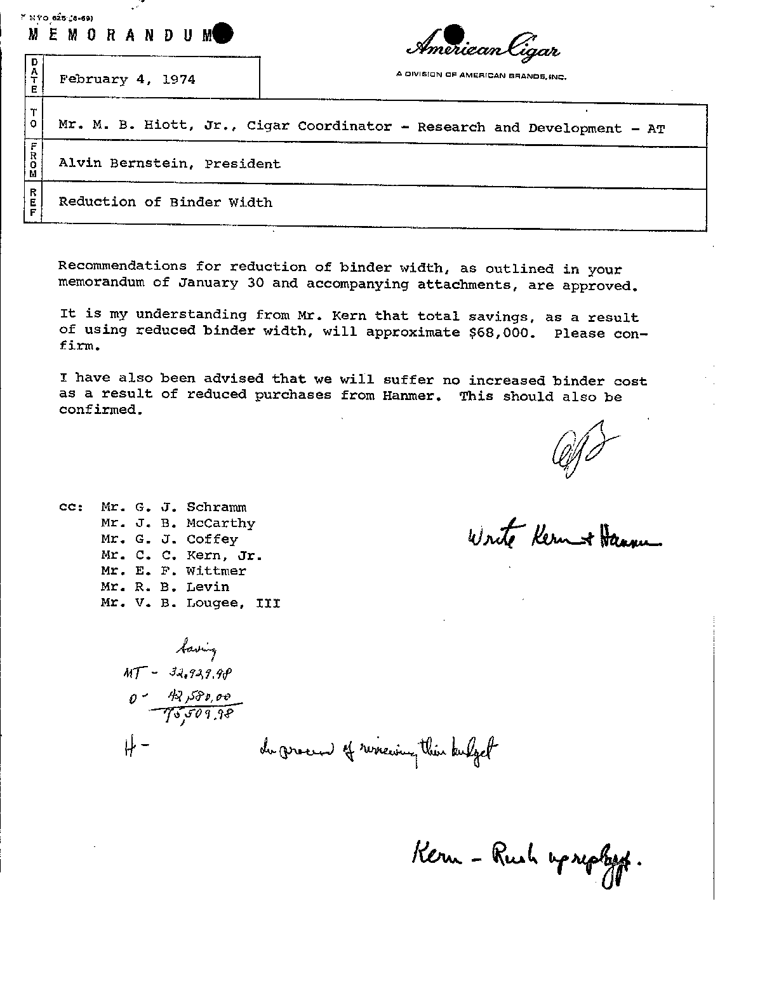 NYO 625 (6-69)
MEMORANDUM
American Cigar
A DIVISION OF AMERICAN BRANDS, INC.
DATE
February 4, 1974
TO
Mr. M. B. Hiott, Jr., Cigar Coordinator - Research and Development - AT
FROM
Alvin Bernstein, President
REF
Reduction of Binder Width
Recommendations for reduction of binder width, as outlined in your
memorandum of January 30 and accompanying attachments, are approved.
It is my understanding from Mr. Kern that total savings, as a result
of using reduced binder width, will approximate $68,000. Please con-
firm.
I have also been advised that we will suffer no increased binder cost
as a result of reduced purchases from Hanmer. This should also be
confirmed.
cc: Mr. G. J. Schramm
Mr. J. B. McCarthy
Mr. G. J. Coffey
Mr. C. C. Kern, Jr.
Mr. E. F. Wittmer
Mr. R. B. Levin
Mr. V. B. Lougee, III
Write Kern + Hanmer
Saving
MT - 32,929.98
O - 42,580.00
75,509.98
H - In process of reviewing their budget
Kern - Rush up reply